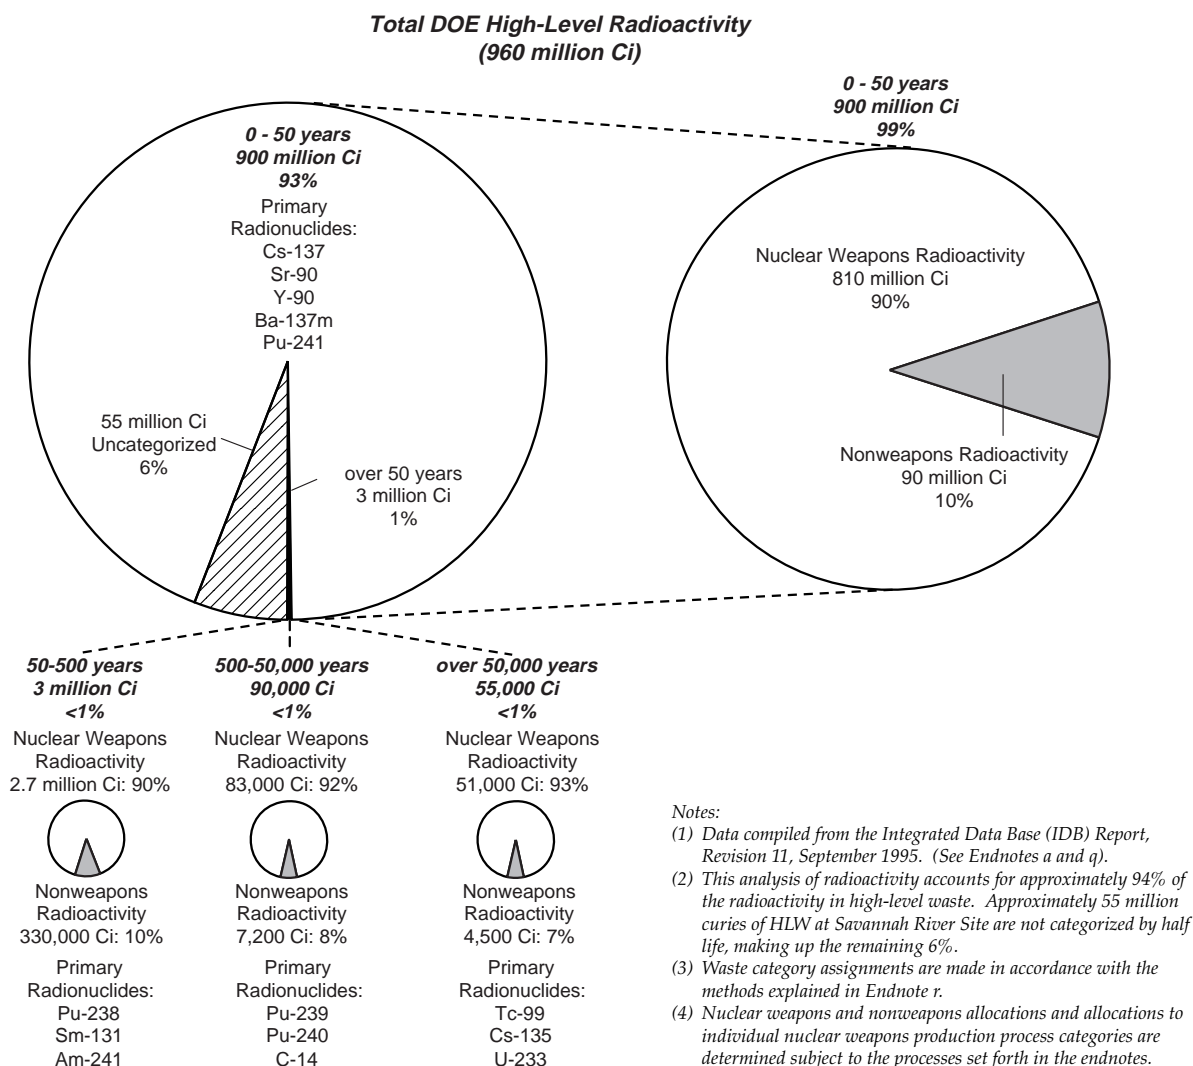 Total DOE High-Level Radioactivity
(960 million Ci)
0 - 50 years
900 million Ci
93%
Primary
Radionuclides:
Cs-137
Sr-90
Y-90
Ba-137m
Pu-241
55 million Ci
Uncategorized
6%
over 50 years
3 million Ci
1%
0 - 50 years
900 million Ci
99%
Nuclear Weapons Radioactivity
810 million Ci
90%
Nonweapons Radioactivity
90 million Ci
10%
50-500 years
3 million Ci
<1%
Nuclear Weapons
Radioactivity
2.7 million Ci: 90%
Nonweapons
Radioactivity
330,000 Ci: 10%
Primary
Radionuclides:
Pu-238
Sm-131
Am-241
500-50,000 years
90,000 Ci
<1%
Nuclear Weapons
Radioactivity
83,000 Ci: 92%
Nonweapons
Radioactivity
7,200 Ci: 8%
Primary
Radionuclides:
Pu-239
Pu-240
C-14
over 50,000 years
55,000 Ci
<1%
Nuclear Weapons
Radioactivity
51,000 Ci: 93%
Nonweapons
Radioactivity
4,500 Ci: 7%
Primary
Radionuclides:
Tc-99
Cs-135
U-233
Notes:
(1) Data compiled from the Integrated Data Base (IDB) Report,
Revision 11, September 1995. (See Endnotes a and q).
(2) This analysis of radioactivity accounts for approximately 94% of
the radioactivity in high-level waste. Approximately 55 million
curies of HLW at Savannah River Site are not categorized by half
life, making up the remaining 6%.
(3) Waste category assignments are made in accordance with the
methods explained in Endnote r.
(4) Nuclear weapons and nonweapons allocations and allocations to
individual nuclear weapons production process categories are
determined subject to the processes set forth in the endnotes.